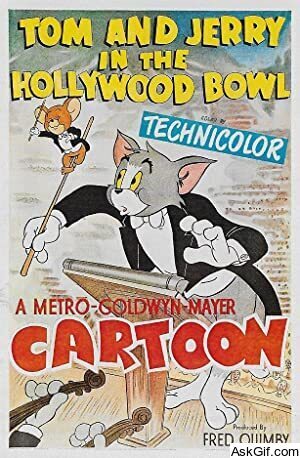 TOM AND JERRY
IN THE
HOLLYWOOD BOWL
COLOR BY
TECHNICOLOR
A METRO-GOLDWYN-MAYER
CARTOON
Produced by
FRED QUIMBY
AskGif.com